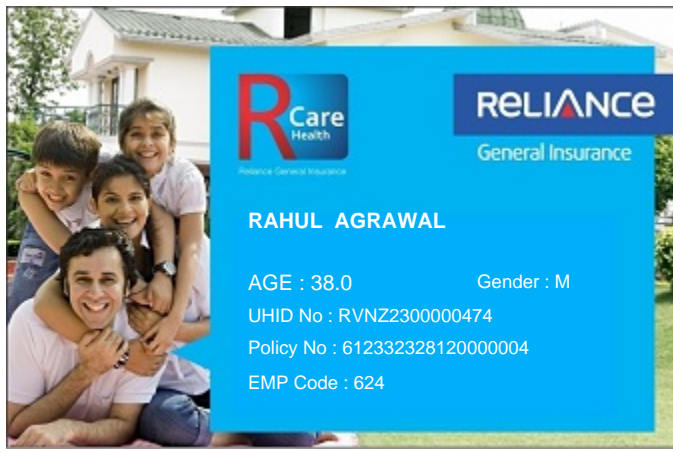 R Care
Health
Reliance General Insurance
RELIANCE
General Insurance
RAHUL AGRAWAL
AGE : 38.0 Gender : M
UHID No : RVNZ2300000474
Policy No : 612332328120000004
EMP Code : 624